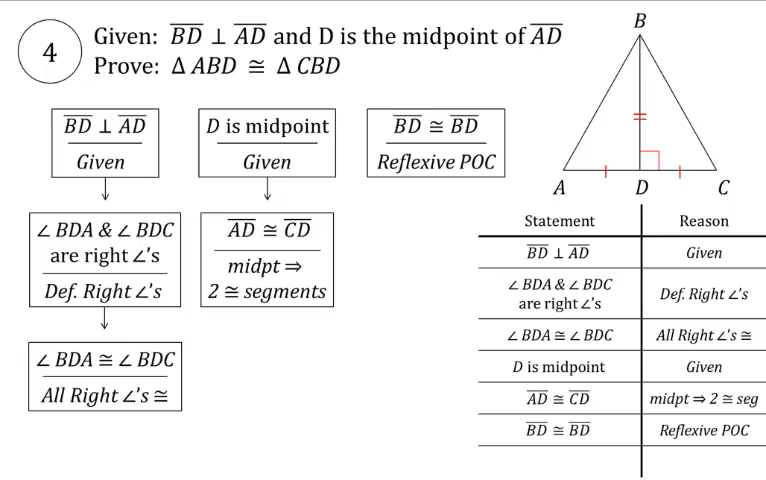 4
Given: BD ⊥ AD and D is the midpoint of AD
Prove: Δ ABD ≅ Δ CBD
BD ⊥ AD
Given
D is midpoint
Given
BD ≅ BD
Reflexive POC
∠ BDA & ∠ BDC
are right ∠'s
Def. Right ∠'s
AD ≅ CD
midpt ⇒
2 ≅ segments
∠ BDA ≅ ∠ BDC
All Right ∠'s ≅
B
A
D
C
Statement Reason
BD ⊥ AD Given
∠ BDA & ∠ BDC
are right ∠'s Def. Right ∠'s
∠ BDA ≅ ∠ BDC All Right ∠'s ≅
D is midpoint Given
AD ≅ CD midpt ⇒ 2 ≅ seg
BD ≅ BD Reflexive POC